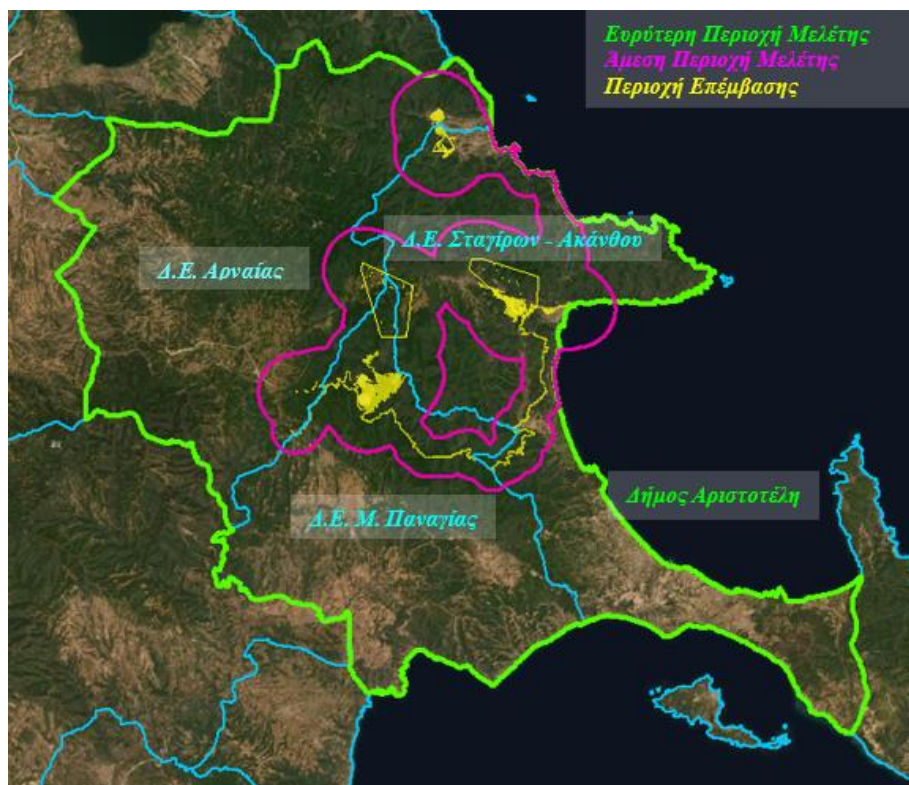 Ευρύτερη Περιοχή Μελέτης
Άμεση Περιοχή Μελέτης
Περιοχή Επέμβασης
Δ.Ε. Σταγίρων - Ακάνθου
Δ.Ε. Αρναίας
Δήμος Αριστοτέλη
Δ.Ε. Μ. Παναγίας